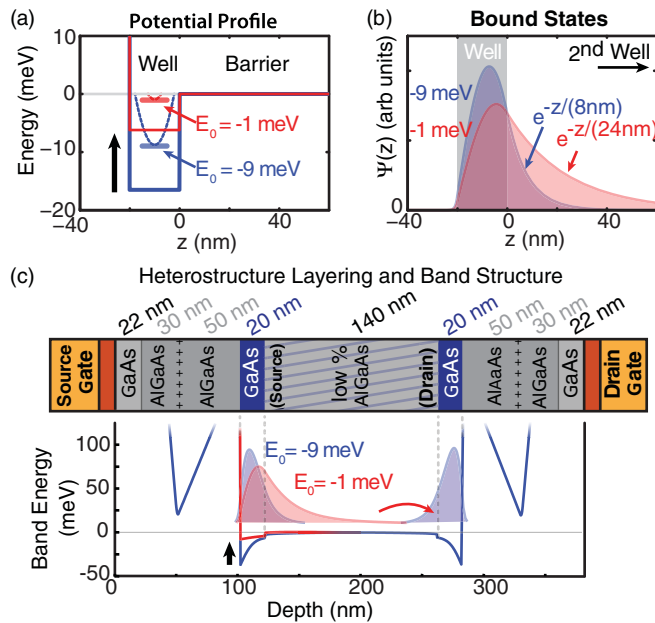 (a) Potential Profile
10
Well
Barrier
0
E0 = -1 meV
−10
E0 = -9 meV
−20
Energy (meV)
−40
0
40
z (nm)
(b) Bound States
Well
2nd Well
-9 meV
-1 meV
e-z/(8nm)
e-z/(24nm)
Ψ(z) (arb units)
0
−40
0
40
z (nm)
(c) Heterostructure Layering and Band Structure
22 nm
30 nm
50 nm
20 nm
140 nm
20 nm
50 nm
30 nm
22 nm
Source
Gate
GaAs
AlGaAs
+ + + + + +
AlGaAs
GaAs
(Source)
low %
AlGaAs
(Drain)
GaAs
AlAaAs
+ + + + + +
AlGaAs
GaAs
Drain
Gate
E0= -9 meV
E0= -1 meV
100
50
0
-50
Band Energy
(meV)
0
100
200
300
Depth (nm)